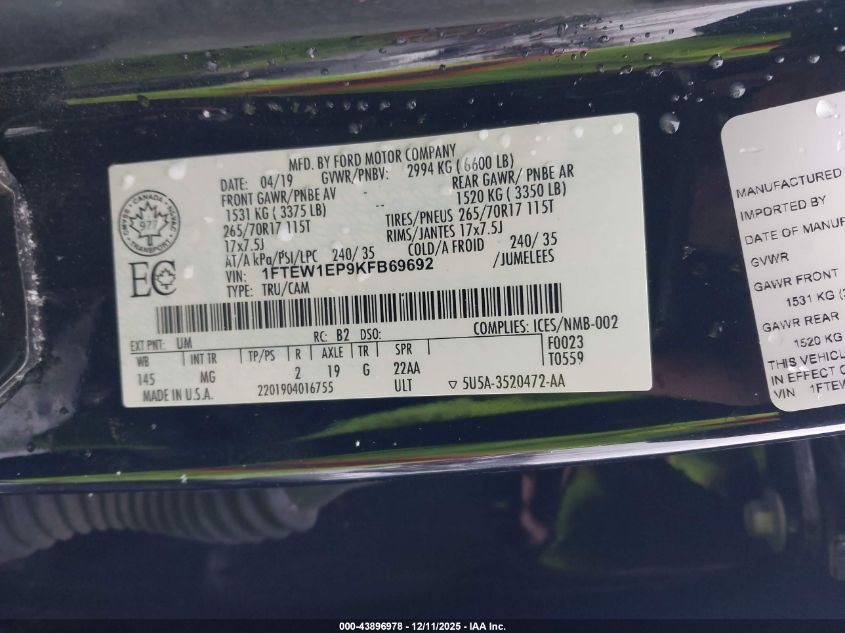 MFD. BY FORD MOTOR COMPANY
DATE: 04/19 GVWR/PNBV: 2994 KG ( 6600 LB)
FRONT GAWR/PNBE AV -- REAR GAWR/ PNBE AR
1531 KG ( 3375 LB) 1520 KG ( 3350 LB)
265/70R17 115T TIRES/PNEUS 265/70R17 115T
17x7.5J RIMS/JANTES 17x7.5J
AT/A kPa/PSI/LPC 240/ 35 COLD/A FROID 240/ 35
VIN: 1FTEW1EP9KFB69692 /JUMELEES
TYPE: TRU/CAM
CANADA
TRANSPORT
977
EC
EXT PNT: UM RC: B2 DSO: COMPLIES: ICES/NMB-002
WB INT TR TP/PS R AXLE TR SPR F0023
145 MG 2 19 G 22AA T0559
MADE IN U.S.A. 2201904016755 ULT ▽ 5U5A-3520472-AA
MANUFACTURED
IMPORTED BY
DATE OF MANUF
GVWR
GAWR FRONT
1531 KG (3
GAWR REAR
1520 KG
THIS VEHICL
IN EFFECT O
VIN 1FTEW
000-43896978 - 12/11/2025 - IAA Inc.